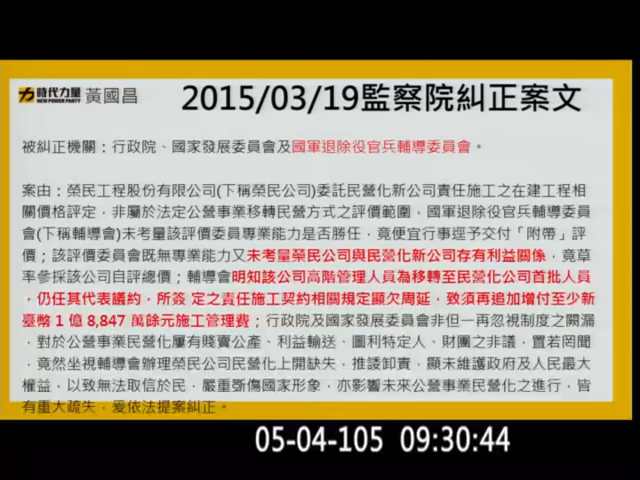 時代力量 NEW POWER PARTY 黃國昌
2015/03/19監察院糾正案文
被糾正機關：行政院、國家發展委員會及國軍退除役官兵輔導委員會。
案由：榮民工程股份有限公司(下稱榮民公司)委託民營化新公司責任施工之在建工程相
關價格評定，非屬於法定公營事業移轉民營方式之評價範圍，國軍退除役官兵輔導委員
會(下稱輔導會)未考量該評價委員專業能力是否勝任，竟便宜行事逕予交付「附帶」評
價；該評價委員會既無專業能力又未考量榮民公司與民營化新公司存有利益關係，竟草
率參採該公司自評總價；輔導會明知該公司高階管理人員為移轉至民營化公司首批人員
，仍任其代表議約，所簽 定之責任施工契約相關規定顯欠周延，致須再追加增付至少新
臺幣 1 億 8,847 萬餘元施工管理費；行政院及國家發展委員會非但一再忽視制度之闕漏
，對於公營事業民營化屢有賤賣公產、利益輸送、圖利特定人、財團之非議，置若罔聞
，竟然坐視輔導會辦理榮民公司民營化上開缺失，推諉卸責，顯未維護政府及人民最大
權益，以致無法取信於民，嚴重斲傷國家形象，亦影響未來公營事業民營化之進行，皆
有重大疏失，爰依法提案糾正。
05-04-105 09:30:44